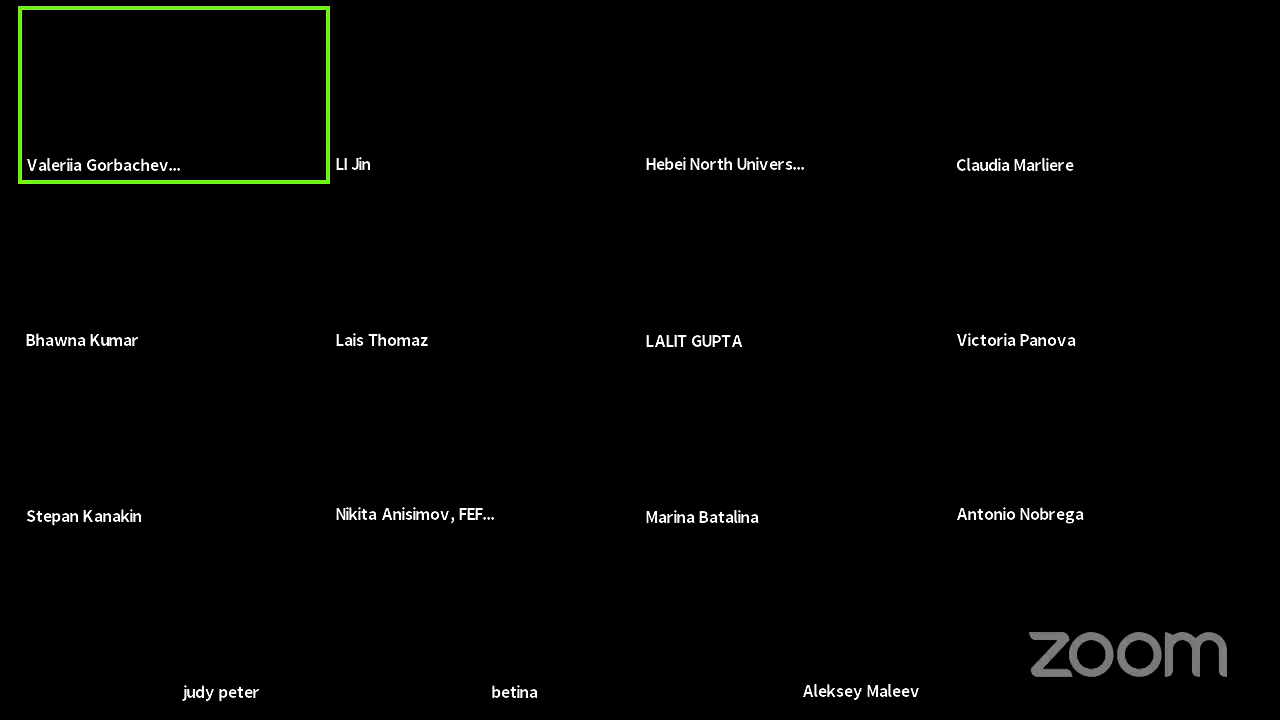 Valeriia Gorbachev...
LI Jin
Hebei North Univers...
Claudia Marliere
Bhawna Kumar
Lais Thomaz
LALIT GUPTA
Victoria Panova
Stepan Kanakin
Nikita Anisimov, FEF...
Marina Batalina
Antonio Nobrega
judy peter
betina
Aleksey Maleev
zoom